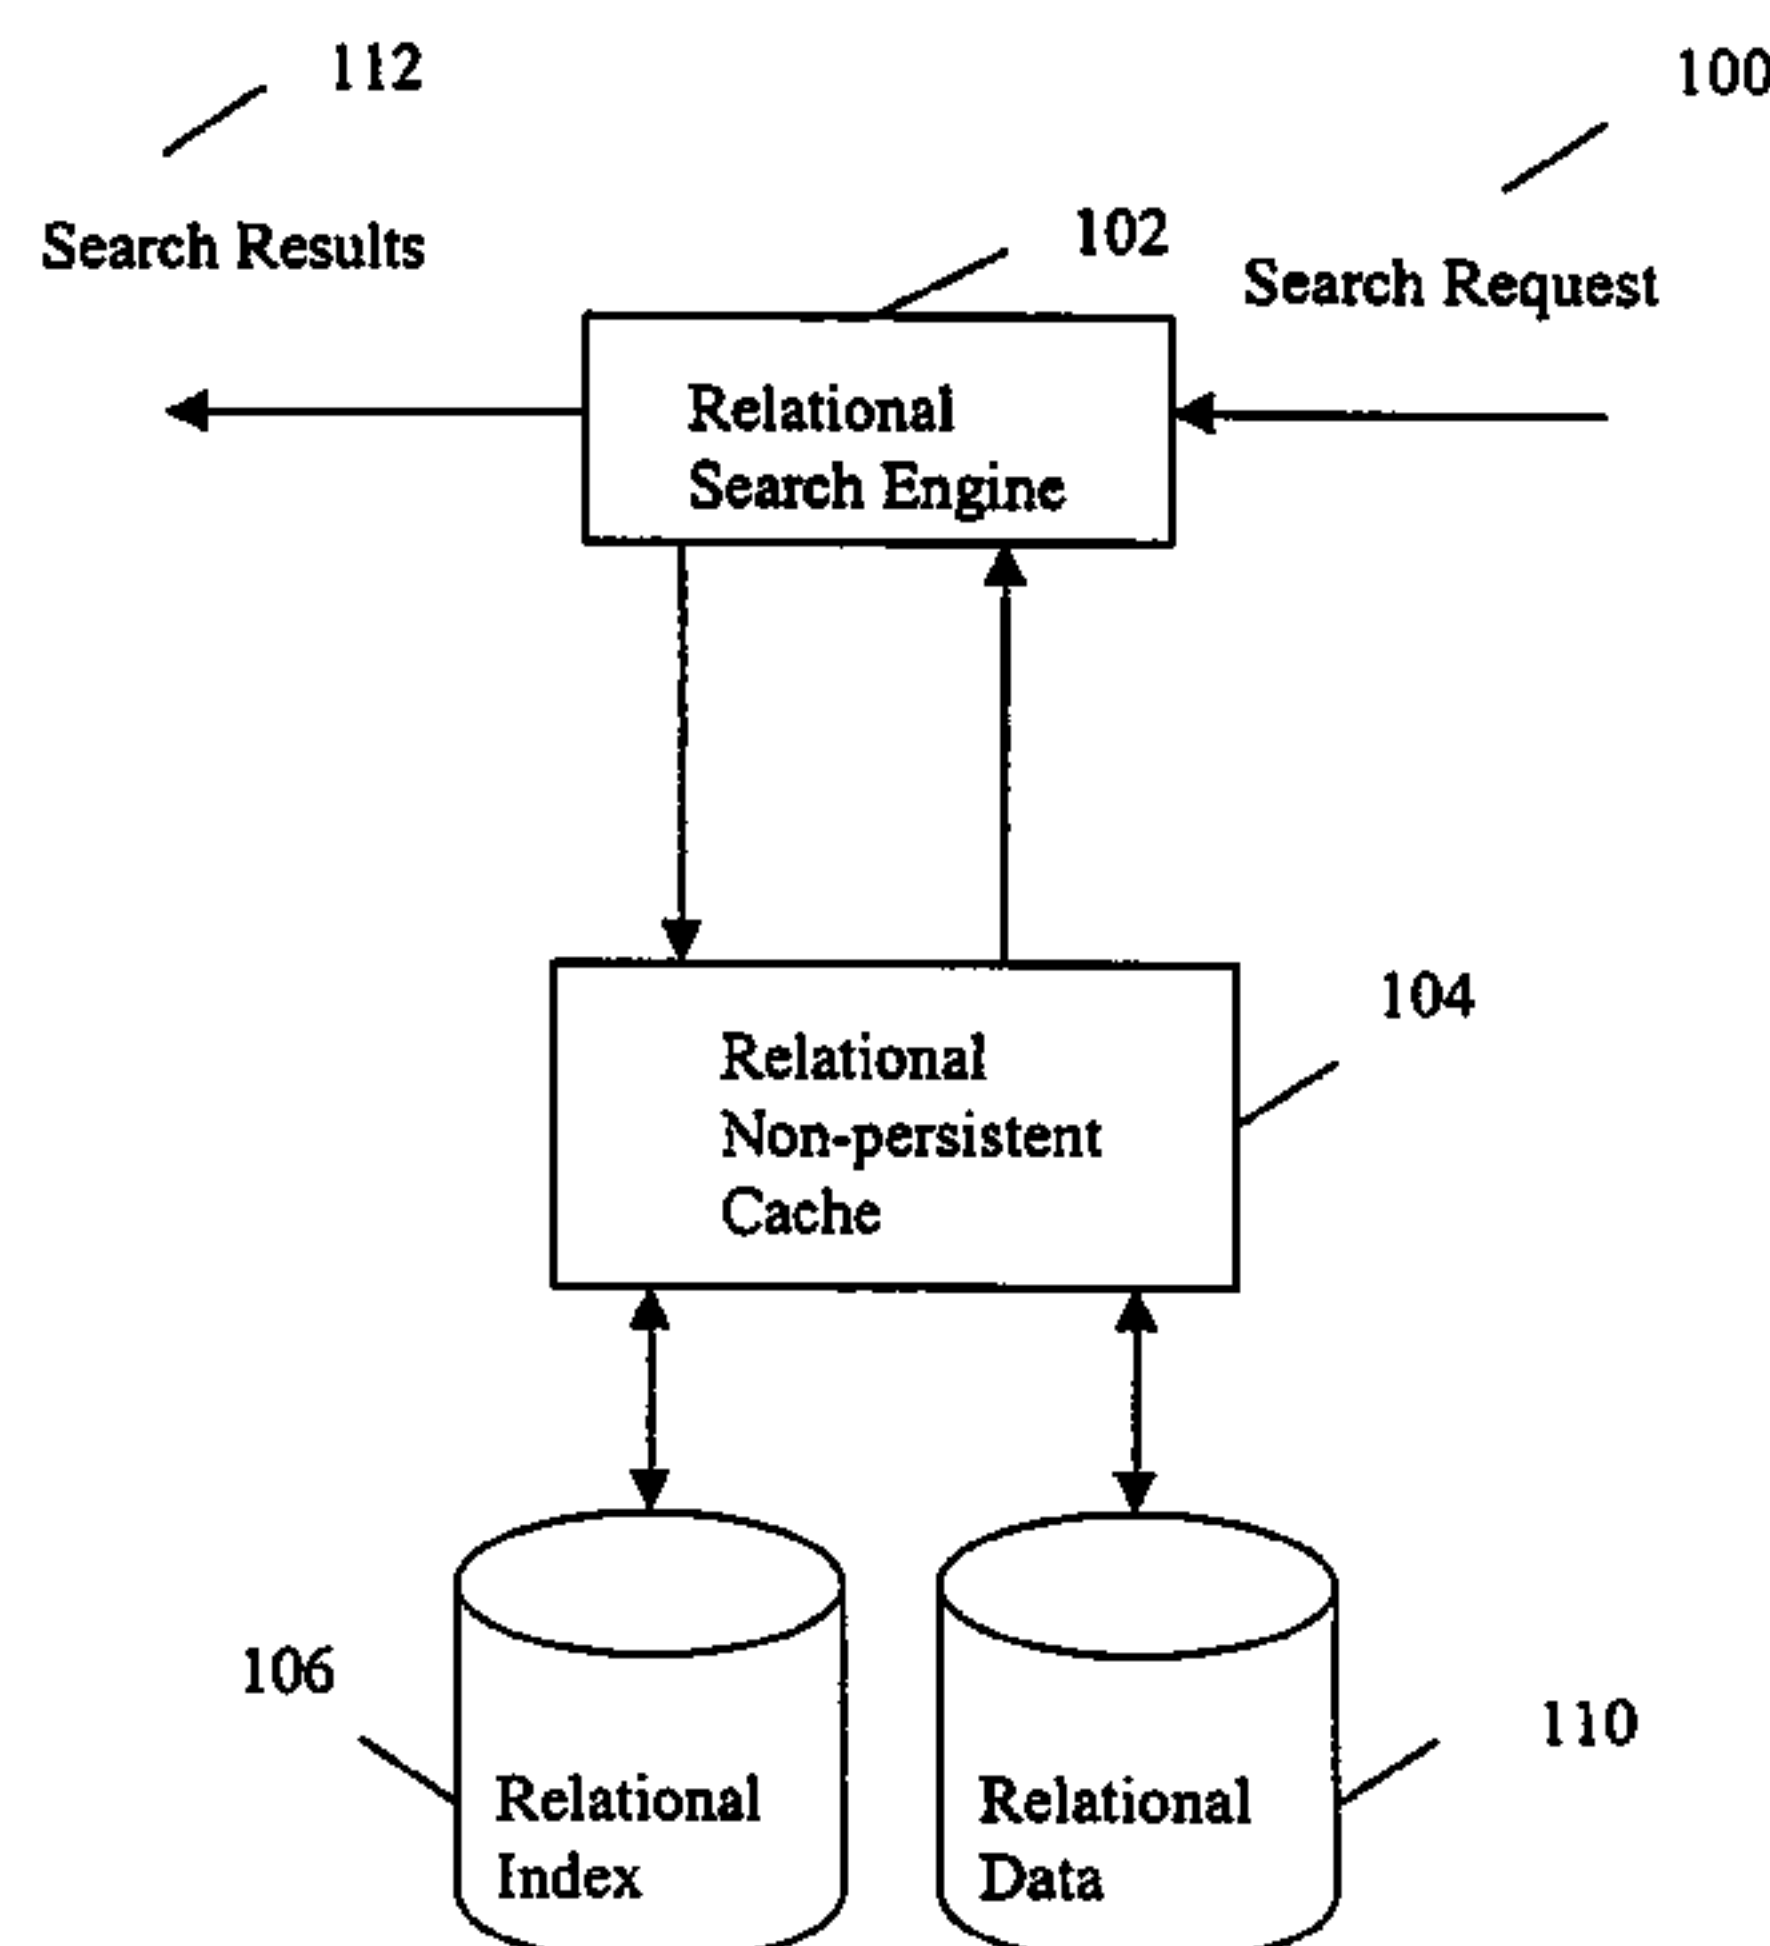 112
100
Search Results
102
Search Request
Relational
Search Engine
104
Relational
Non-persistent
Cache
106
110
Relational
Index
Relational
Data